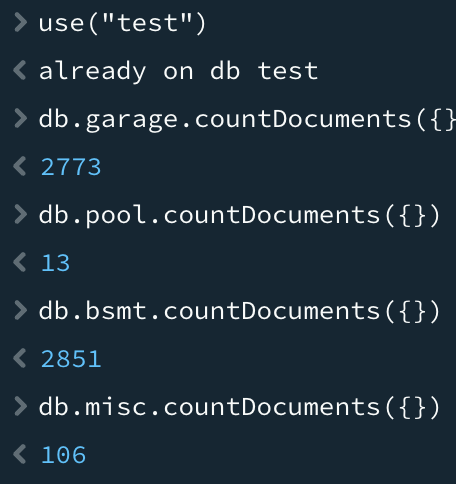 > use("test")
< already on db test
> db.garage.countDocuments({}
< 2773
> db.pool.countDocuments({})
< 13
> db.bsmt.countDocuments({})
< 2851
> db.misc.countDocuments({})
< 106